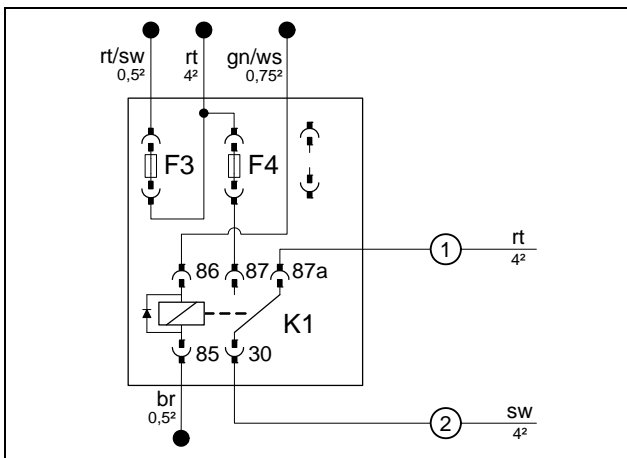 rt/sw rt gn/ws
0,5² 4² 0,75²
F3 F4
1 rt
4²
86 87 87a
K1
85 30
br
0,5²
2 sw
4²